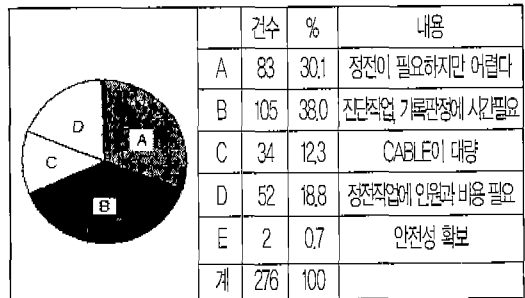 건수 % 내용
A 83 30.1 정전이 필요하지만 어렵다
B 105 38.0 진단작업, 기록판정에 시간필요
C 34 12.3 CABLE이 대량
D 52 18.8 정전작업에 인원과 비용 필요
E 2 0.7 안전성 확보
계 276 100
D
A
C
B